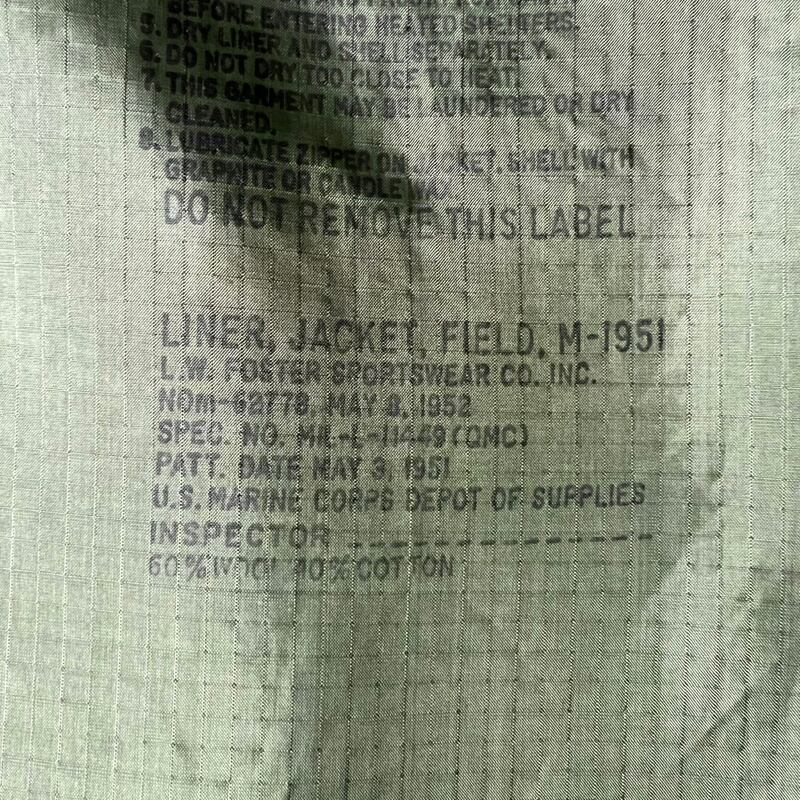 BEFORE ENTERING HEATED SHELTERS.
5. DRY LINER AND SHELL SEPARATELY.
6. DO NOT DRY TOO CLOSE TO HEAT.
7. THIS GARMENT MAY BE LAUNDERED OR DRY
CLEANED.
8. LUBRICATE ZIPPER ON JACKET, SHELL WITH
GRAPHITE OR CANDLE WAX
DO NOT REMOVE THIS LABEL
LINER, JACKET, FIELD, M-1951
L.W. FOSTER SPORTSWEAR CO. INC.
NOm-62778, MAY 8, 1952
SPEC. NO. MIL-L-11449 (QMC)
PATT. DATE MAY 3, 1951
U.S. MARINE CORPS DEPOT OF SUPPLIES
INSPECTOR
60% WOOL 40% COTTON